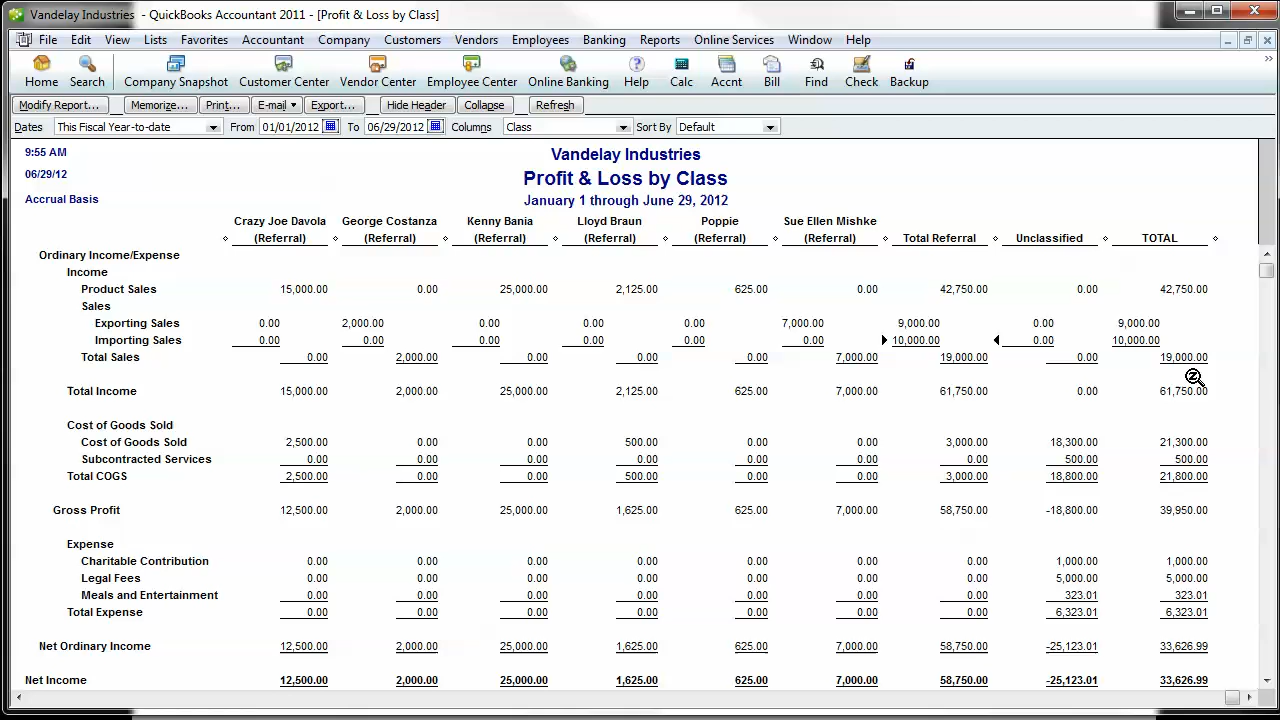 Vandelay Industries - QuickBooks Accountant 2011 - [Profit & Loss by Class]
File Edit View Lists Favorites Accountant Company Customers Vendors Employees Banking Reports Online Services Window Help
Home Search Company Snapshot Customer Center Vendor Center Employee Center Online Banking Help Calc Accnt Bill Find Check Backup
Modify Report... Memorize... Print... E-mail Export... Hide Header Collapse Refresh
Dates This Fiscal Year-to-date From 01/01/2012 To 06/29/2012 Columns Class Sort By Default
9:55 AM Vandelay Industries
06/29/12 Profit & Loss by Class
Accrual Basis January 1 through June 29, 2012
Crazy Joe Davola George Costanza Kenny Bania Lloyd Braun Poppie Sue Ellen Mishke
(Referral) (Referral) (Referral) (Referral) (Referral) (Referral) Total Referral Unclassified TOTAL
Ordinary Income/Expense
Income
Product Sales 15,000.00 0.00 25,000.00 2,125.00 625.00 0.00 42,750.00 0.00 42,750.00
Sales
Exporting Sales 0.00 2,000.00 0.00 0.00 0.00 7,000.00 9,000.00 0.00 9,000.00
Importing Sales 0.00 0.00 0.00 0.00 0.00 0.00 10,000.00 0.00 10,000.00
Total Sales 0.00 2,000.00 0.00 0.00 0.00 7,000.00 19,000.00 0.00 19,000.00
Total Income 15,000.00 2,000.00 25,000.00 2,125.00 625.00 7,000.00 61,750.00 0.00 61,750.00
Cost of Goods Sold
Cost of Goods Sold 2,500.00 0.00 0.00 500.00 0.00 0.00 3,000.00 18,300.00 21,300.00
Subcontracted Services 0.00 0.00 0.00 0.00 0.00 0.00 0.00 500.00 500.00
Total COGS 2,500.00 0.00 0.00 500.00 0.00 0.00 3,000.00 18,800.00 21,800.00
Gross Profit 12,500.00 2,000.00 25,000.00 1,625.00 625.00 7,000.00 58,750.00 -18,800.00 39,950.00
Expense
Charitable Contribution 0.00 0.00 0.00 0.00 0.00 0.00 0.00 1,000.00 1,000.00
Legal Fees 0.00 0.00 0.00 0.00 0.00 0.00 0.00 5,000.00 5,000.00
Meals and Entertainment 0.00 0.00 0.00 0.00 0.00 0.00 0.00 323.01 323.01
Total Expense 0.00 0.00 0.00 0.00 0.00 0.00 0.00 6,323.01 6,323.01
Net Ordinary Income 12,500.00 2,000.00 25,000.00 1,625.00 625.00 7,000.00 58,750.00 -25,123.01 33,626.99
Net Income 12,500.00 2,000.00 25,000.00 1,625.00 625.00 7,000.00 58,750.00 -25,123.01 33,626.99